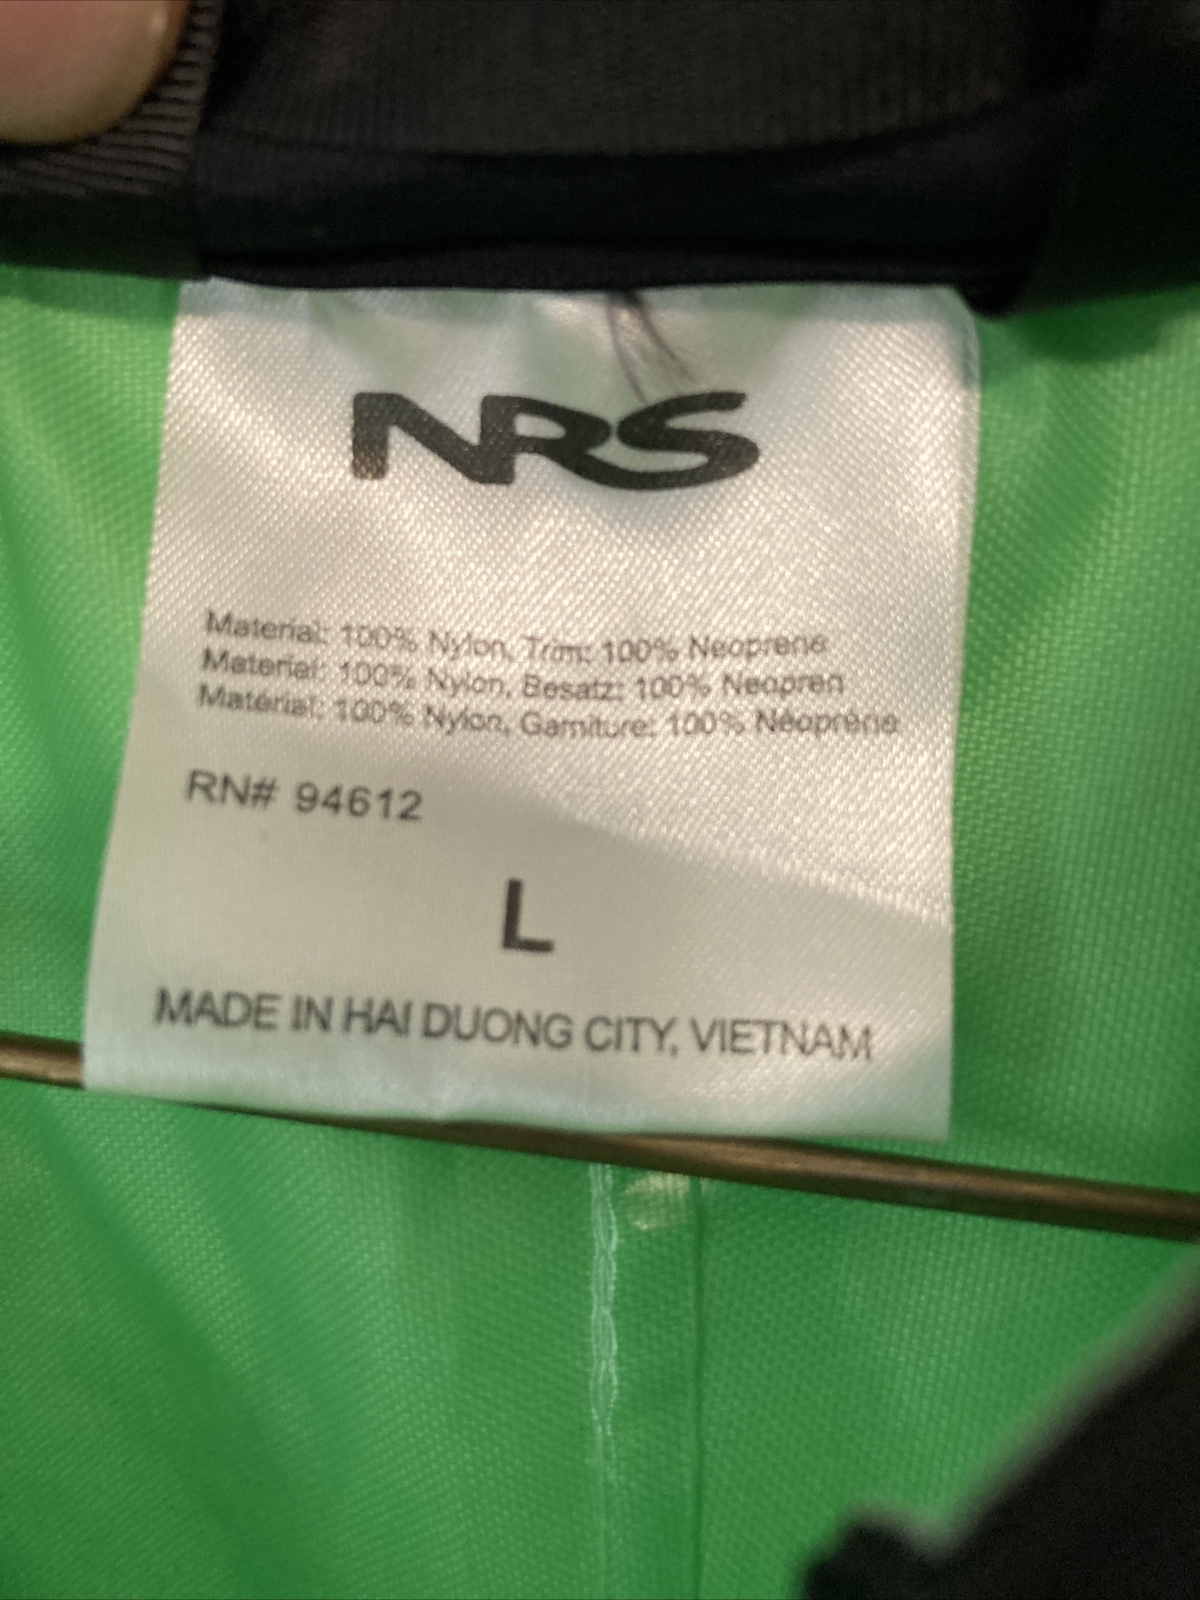 NRS
Material: 100% Nylon, Trim: 100% Neoprene
Material: 100% Nylon, Besatz: 100% Neopren
Matérial: 100% Nylon, Garniture: 100% Néoprène
RN# 94612
L
MADE IN HAI DUONG CITY, VIETNAM